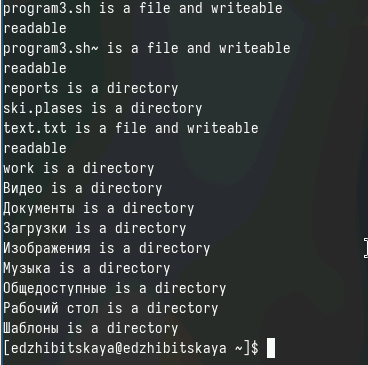 program3.sh is a file and writeable
readable
program3.sh~ is a file and writeable
readable
reports is a directory
ski.plases is a directory
text.txt is a file and writeable
readable
work is a directory
Видео is a directory
Документы is a directory
Загрузки is a directory
Изображения is a directory
Музыка is a directory
Общедоступные is a directory
Рабочий стол is a directory
Шаблоны is a directory
[edzhibitskaya@edzhibitskaya ~]$